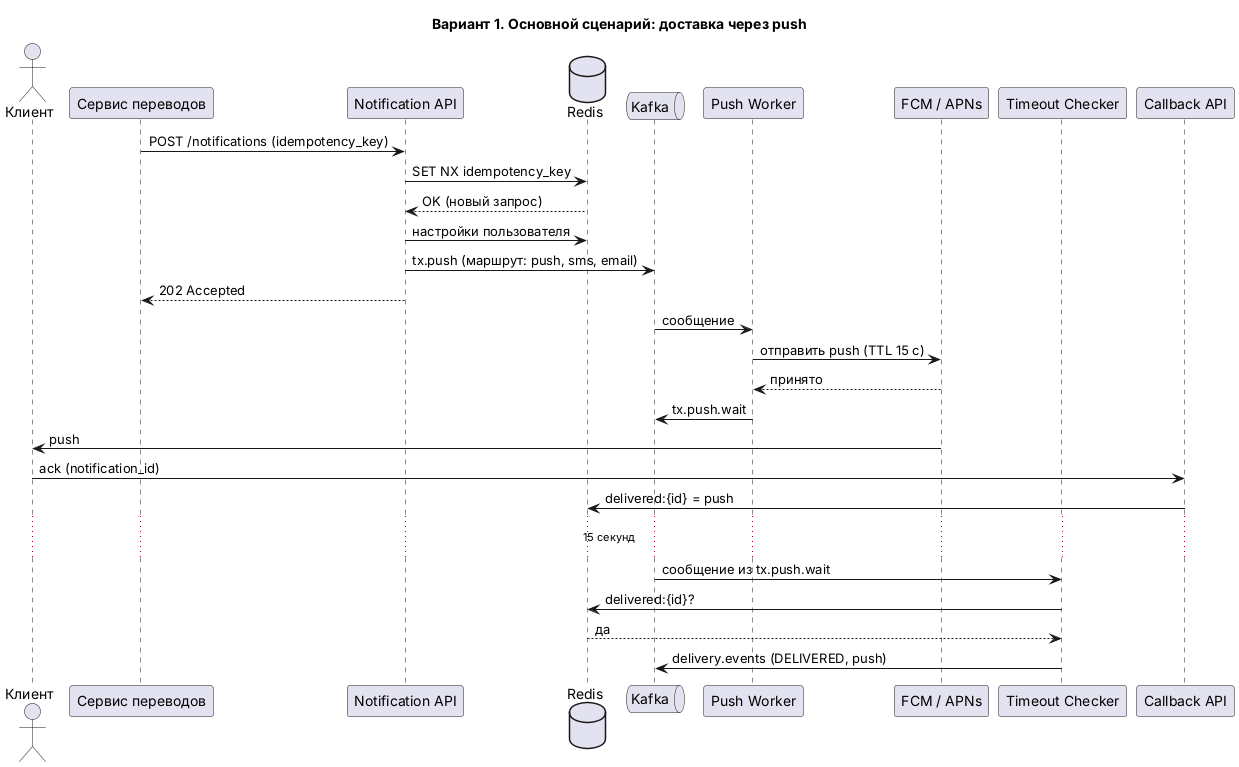 Вариант 1. Основной сценарий: доставка через push
Клиент
Сервис переводов
Notification API
Redis
Kafka
Push Worker
FCM / APNs
Timeout Checker
Callback API
POST /notifications (idempotency_key)
SET NX idempotency_key
OK (новый запрос)
настройки пользователя
tx.push (маршрут: push, sms, email)
202 Accepted
сообщение
отправить push (TTL 15 с)
принято
tx.push.wait
push
ack (notification_id)
delivered:{id} = push
15 секунд
сообщение из tx.push.wait
delivered:{id}?
да
delivery.events (DELIVERED, push)
Клиент
Сервис переводов
Notification API
Redis
Kafka
Push Worker
FCM / APNs
Timeout Checker
Callback API